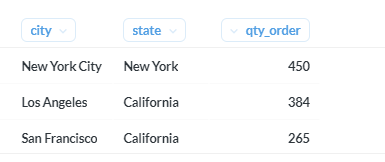 city state qty_order
New York City New York 450
Los Angeles California 384
San Francisco California 265